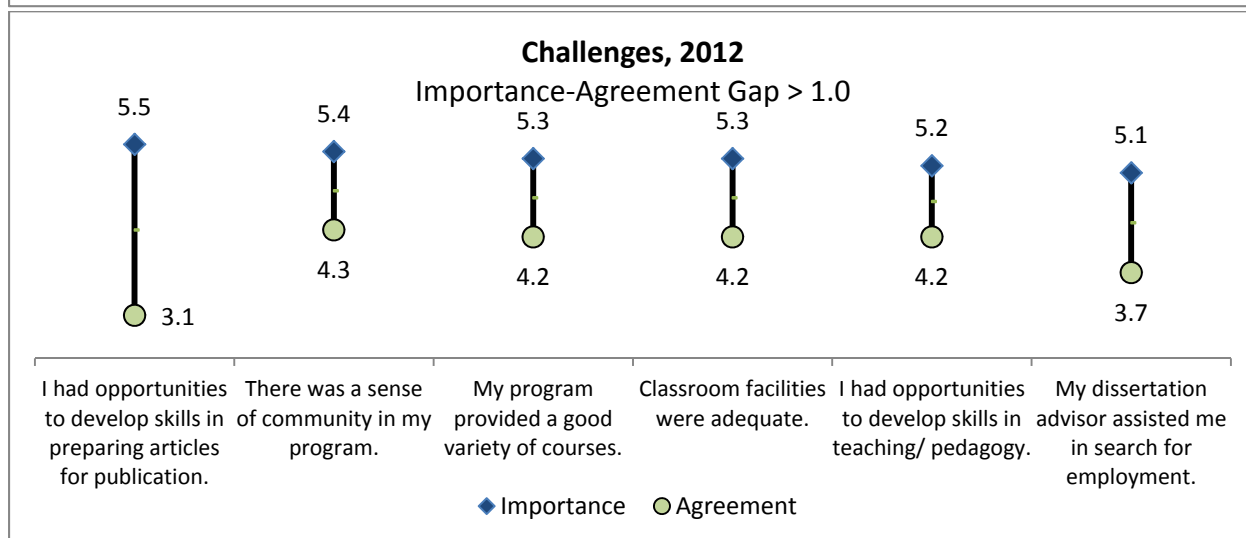 Challenges, 2012
Importance-Agreement Gap > 1.0
5.5
5.4
5.3
5.3
5.2
5.1
3.1
4.3
4.2
4.2
4.2
3.7
I had opportunities
to develop skills in
preparing articles
for publication.
There was a sense
of community in my
program.
My program
provided a good
variety of courses.
Classroom facilities
were adequate.
I had opportunities
to develop skills in
teaching/ pedagogy.
My dissertation
advisor assisted me
in search for
employment.
Importance
Agreement